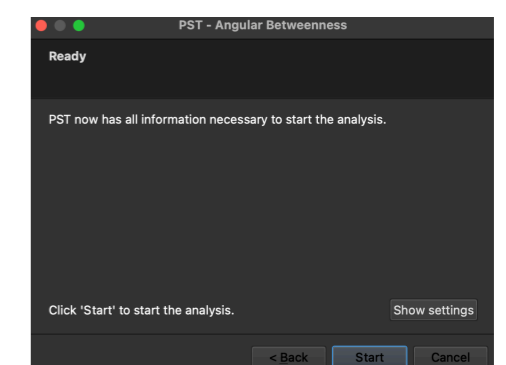 PST - Angular Betweenness
Ready
PST now has all information necessary to start the analysis.
Click 'Start' to start the analysis.
Show settings
< Back
Start
Cancel